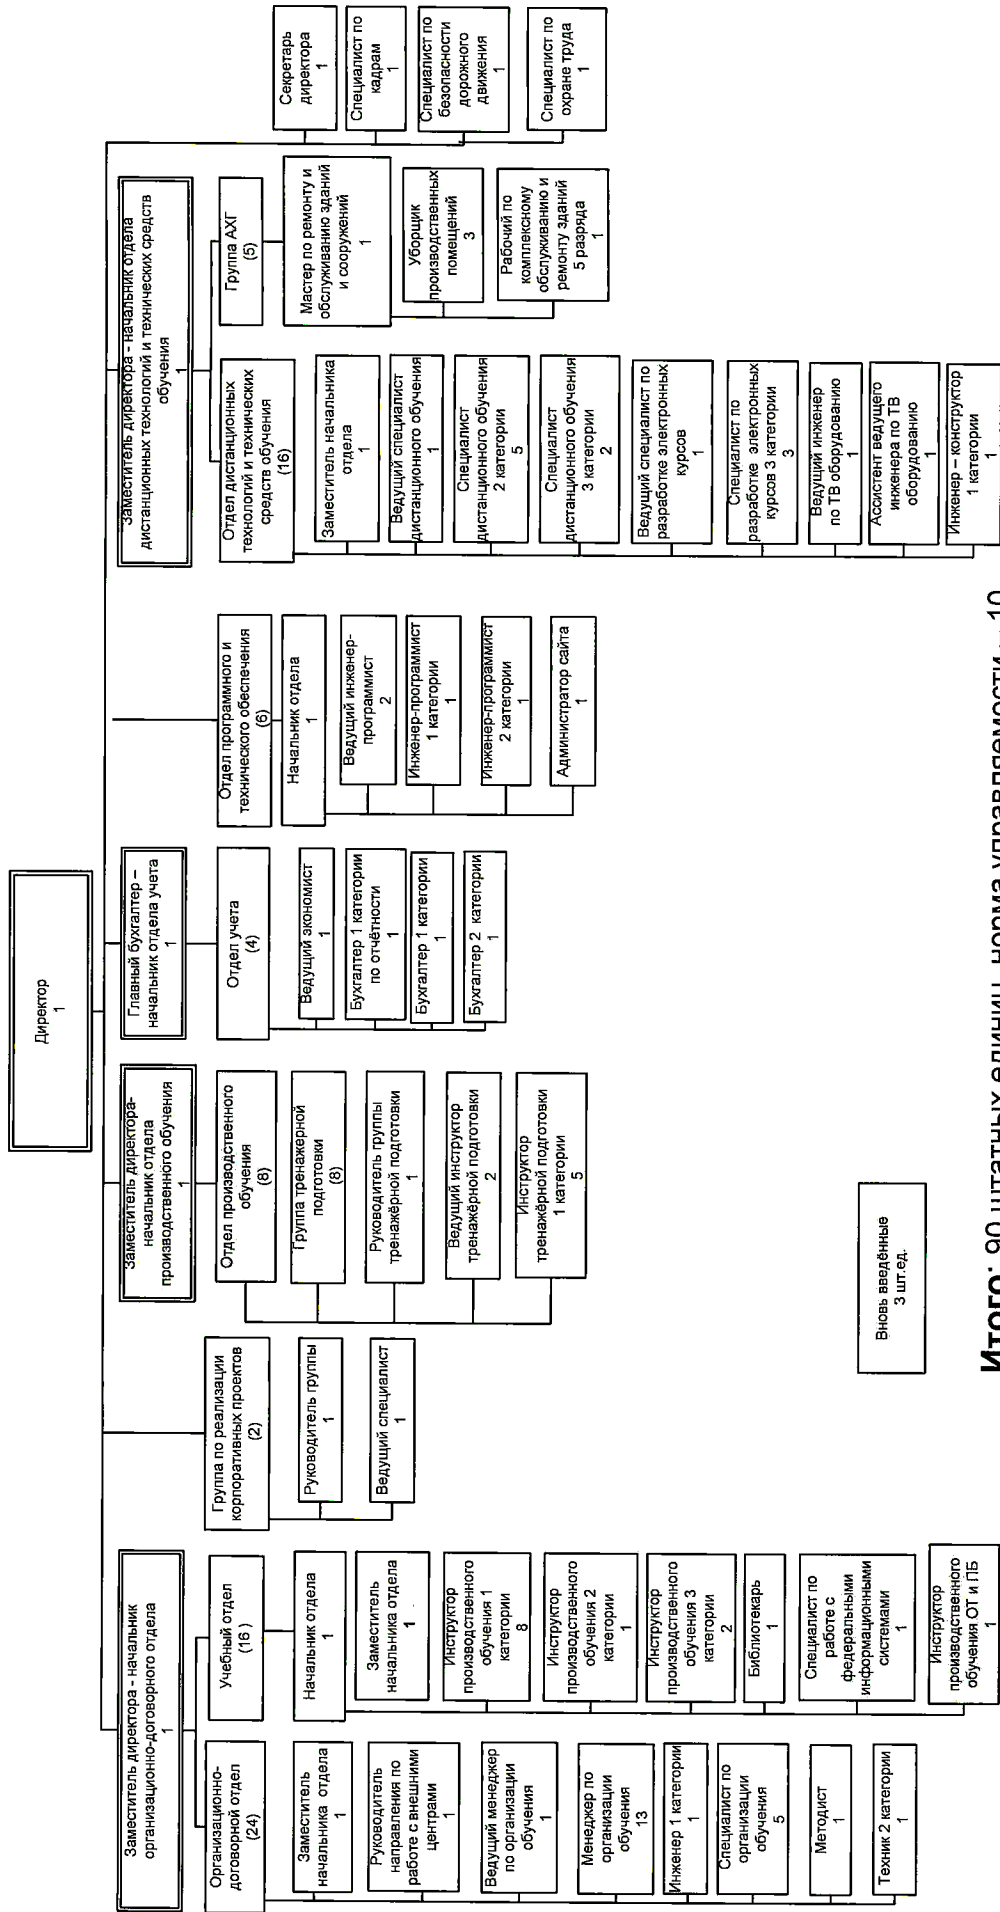 Директор
1
Заместитель директора - начальник
организационно-договорного отдела
1
Организационно-
договорной отдел
(24)
Заместитель
начальника отдела
1
Руководитель
направления по
работе с внешними
центрами
1
Ведущий менеджер
по организации
обучения
1
Менеджер по
организации
обучения
13
Инженер 1 категории
1
Специалист по
организации
обучения
5
Методист
1
Техник 2 категории
1
Учебный отдел
(16 )
Начальник отдела
1
Заместитель
начальника отдела
1
Инструктор
производственного
обучения 1
категории
8
Инструктор
производственного
обучения 2
категории
1
Инструктор
производственного
обучения 3
категории
2
Библиотекарь
1
Специалист по
работе с
федеральными
информационными
системами
1
Инструктор
производственного
обучения ОТ и ПБ
1
Группа по реализации
корпоративных проектов
(2)
Руководитель группы
1
Ведущий специалист
1
Заместитель директора-
начальник отдела
производственного обучения
1
Отдел производственного
обучения
(8)
Группа тренажерной
подготовки
(8)
Руководитель группы
тренажёрной подготовки
1
Ведущий инструктор
тренажёрной подготовки
2
Инструктор
тренажёрной подготовки
1 категории
5
Главный бухгалтер –
начальник отдела учета
1
Отдел учета
(4)
Ведущий экономист
1
Бухгалтер 1 категории
по отчётности
1
Бухгалтер 1 категории
1
Бухгалтер 2 категории
1
Отдел программного и
технического обеспечения
(6)
Начальник отдела
1
Ведущий инженер-
программист
2
Инженер-программист
1 категории
1
Инженер-программист
2 категории
1
Администратор сайта
1
Заместитель директора - начальник отдела
дистанционных технологий и технических средств
обучения
1
Отдел дистанционных
технологий и технических
средств обучения
(16)
Заместитель начальника
отдела
1
Ведущий специалист
дистанционного обучения
1
Специалист
дистанционного обучения
2 категории
5
Специалист
дистанционного обучения
3 категории
2
Ведущий специалист по
разработке электронных
курсов
1
Специалист по
разработке электронных
курсов 3 категории
3
Ведущий инженер
по ТВ оборудованию
1
Ассистент ведущего
инженера по ТВ
оборудованию
1
Инженер – конструктор
1 категории
1
Группа АХГ
(5)
Мастер по ремонту и
обслуживанию зданий
и сооружений
1
Уборщик
производственных
помещений
3
Рабочий по
комплексному
обслуживанию и
ремонту зданий
5 разряда
1
Секретарь
директора
1
Специалист по
кадрам
1
Специалист по
безопасности
дорожного
движения
1
Специалист по
охране труда
1
Вновь введённые
3 шт.ед.
Итого: 90 штатных единиц, норма управляемости 10